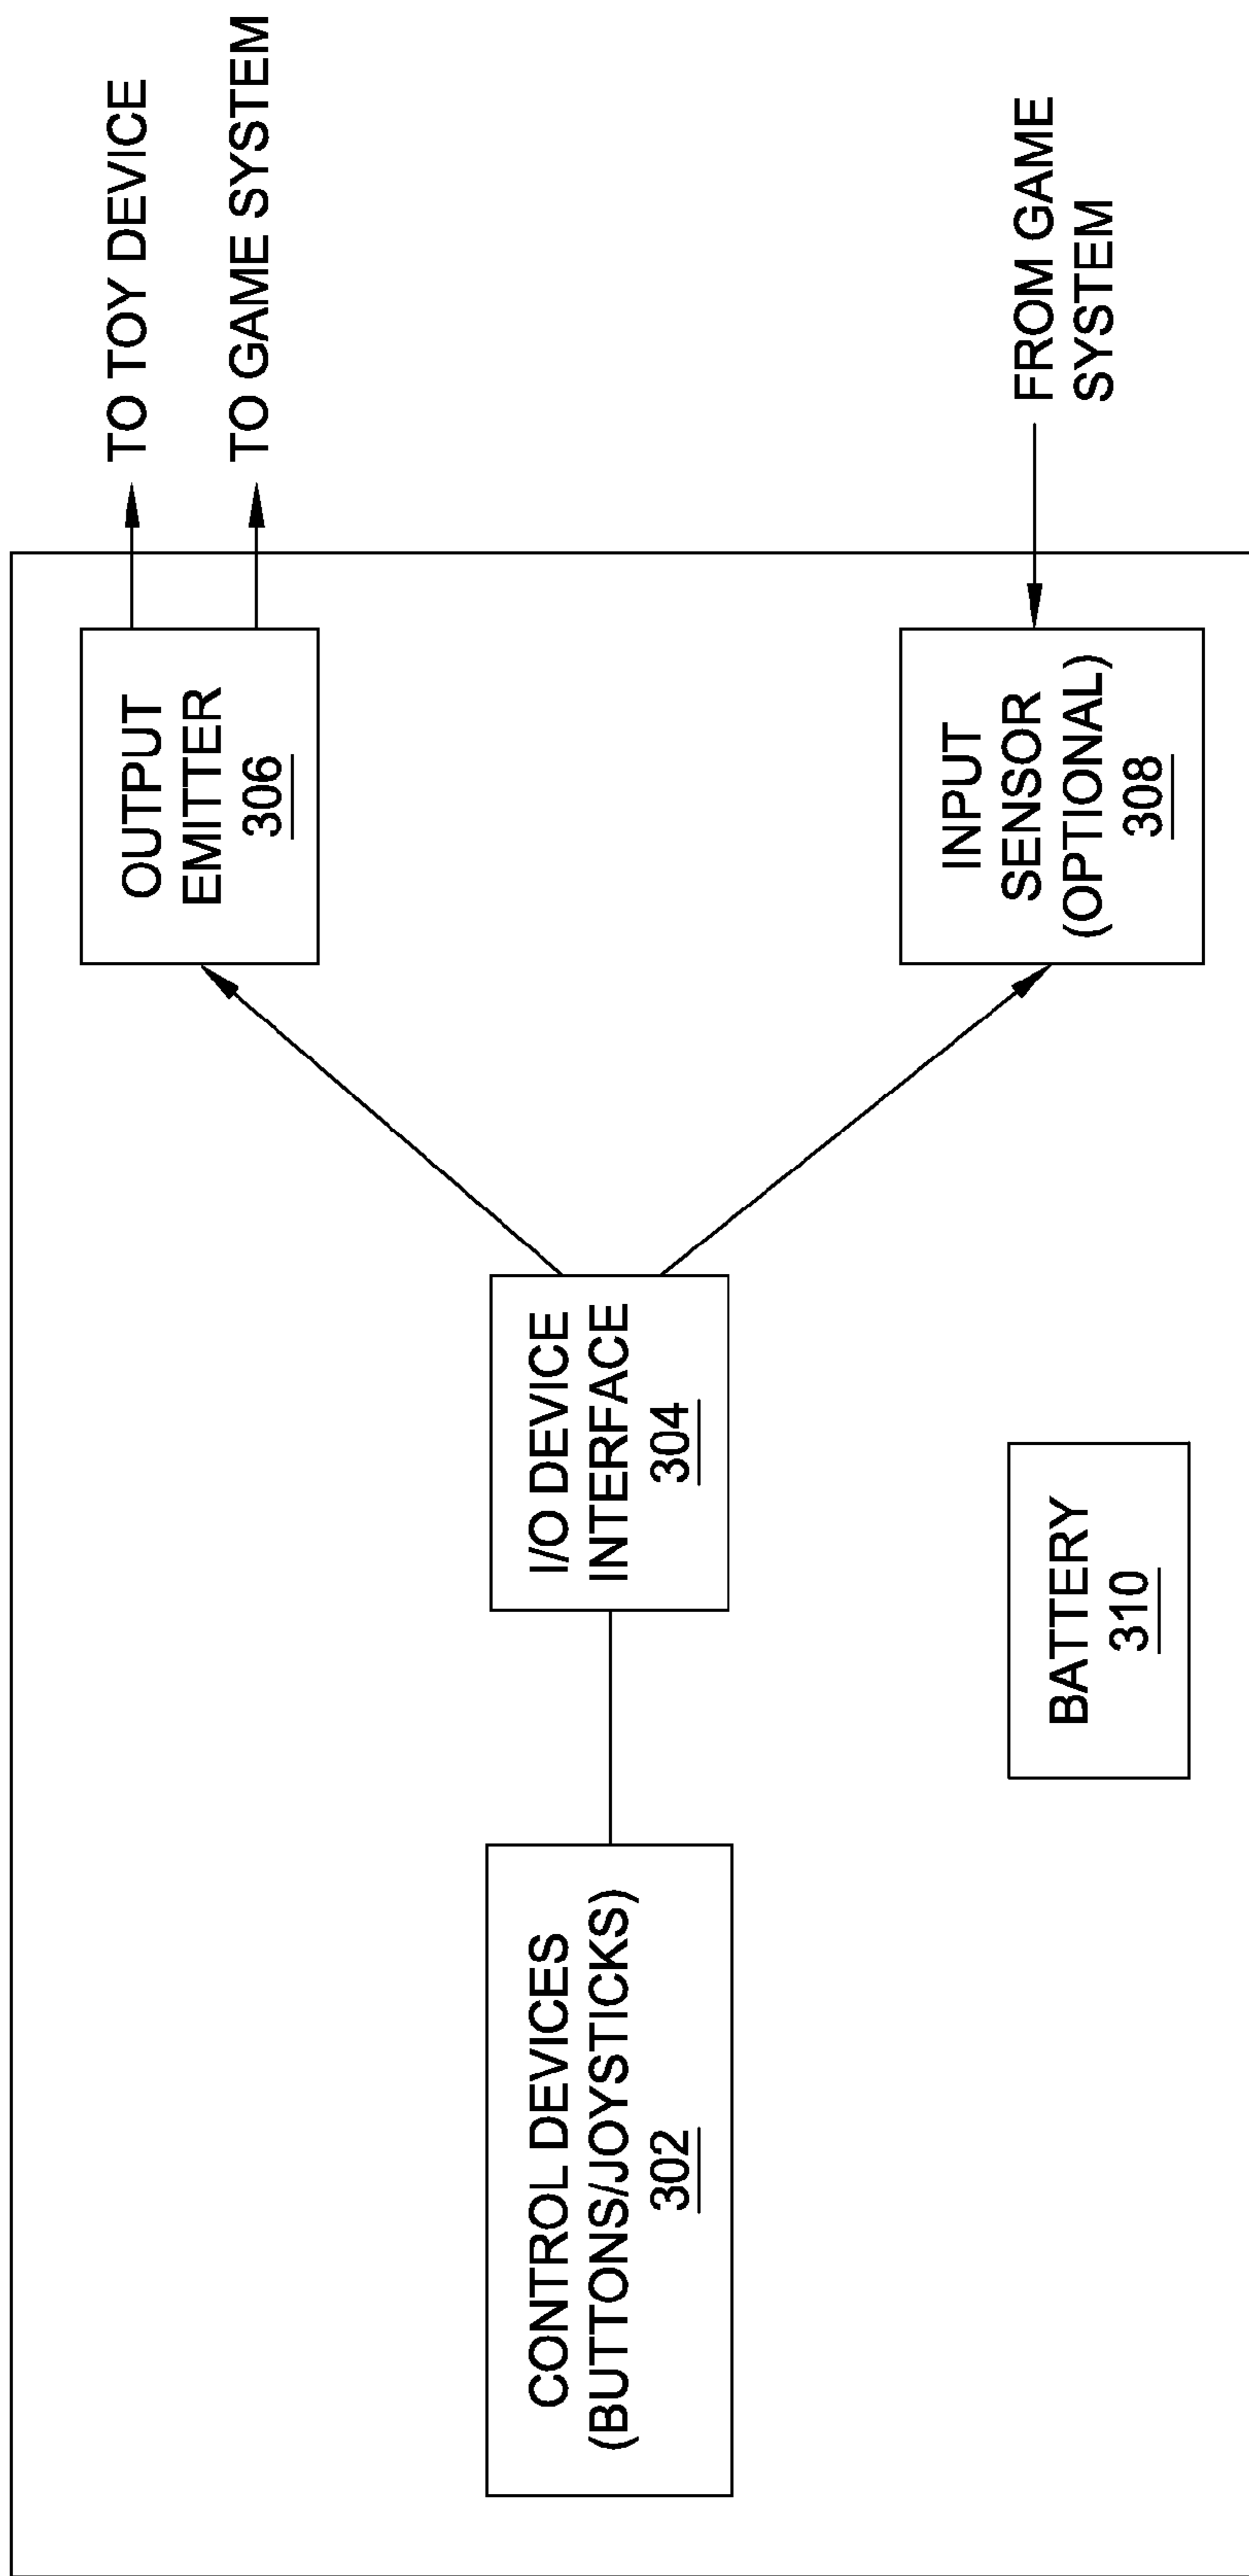 CONTROL DEVICES
(BUTTONS/JOYSTICKS)
302
I/O DEVICE
INTERFACE
304
BATTERY
310
OUTPUT
EMITTER
306
INPUT
SENSOR
(OPTIONAL)
308
TO TOY DEVICE
TO GAME SYSTEM
FROM GAME
SYSTEM